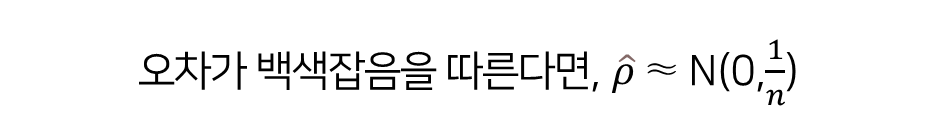 오차가 백색잡음을 따른다면, ρ̂ ≈ N(0,1/n)